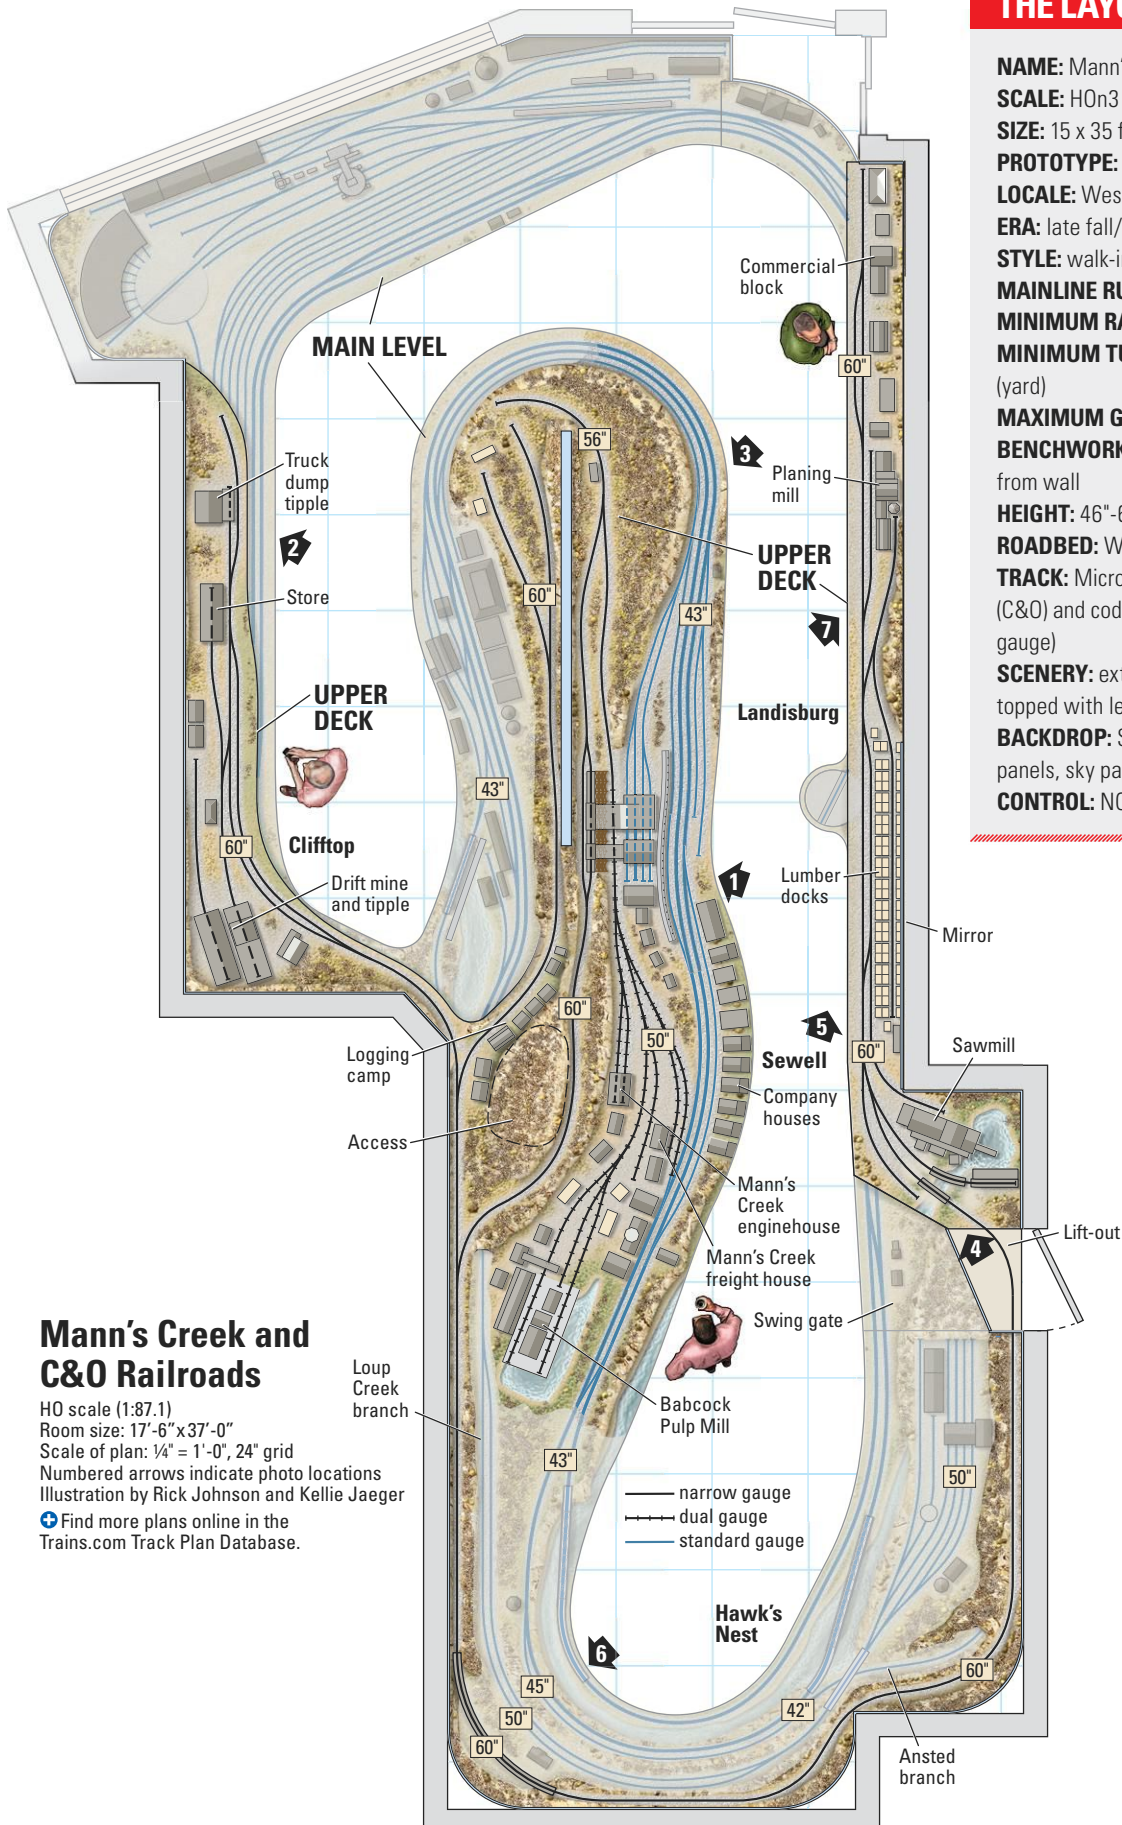 THE LAYO
NAME: Mann'
SCALE: HOn3
SIZE: 15 x 35 f
PROTOTYPE:
LOCALE: Wes
ERA: late fall/
STYLE: walk-i
MAINLINE RU
MINIMUM RA
MINIMUM TU
(yard)
MAXIMUM G
BENCHWORK
from wall
HEIGHT: 46"-6
ROADBED: W
TRACK: Micro
(C&O) and cod
gauge)
SCENERY: ext
topped with le
BACKDROP: S
panels, sky pa
CONTROL: NC
Commercial
block
60"
MAIN LEVEL
56"
3
Planing
mill
Truck
dump
tipple
2
Store
60"
UPPER
DECK
43"
7
UPPER
DECK
Landisburg
43"
Clifftop
60"
Drift mine
and tipple
1
Lumber
docks
Mirror
60"
50"
5
60"
Sawmill
Logging
camp
Sewell
Company
houses
Access
Mann's
Creek
enginehouse
Mann's Creek
freight house
4
Lift-out
Swing gate
Mann's Creek and
C&O Railroads
HO scale (1:87.1)
Room size: 17'-6" x 37'-0"
Scale of plan: ¼" = 1'-0", 24" grid
Numbered arrows indicate photo locations
Illustration by Rick Johnson and Kellie Jaeger
Find more plans online in the
Trains.com Track Plan Database.
Loup
Creek
branch
Babcock
Pulp Mill
43"
50"
narrow gauge
dual gauge
standard gauge
Hawk's
Nest
6
60"
45"
50"
42"
60"
Ansted
branch